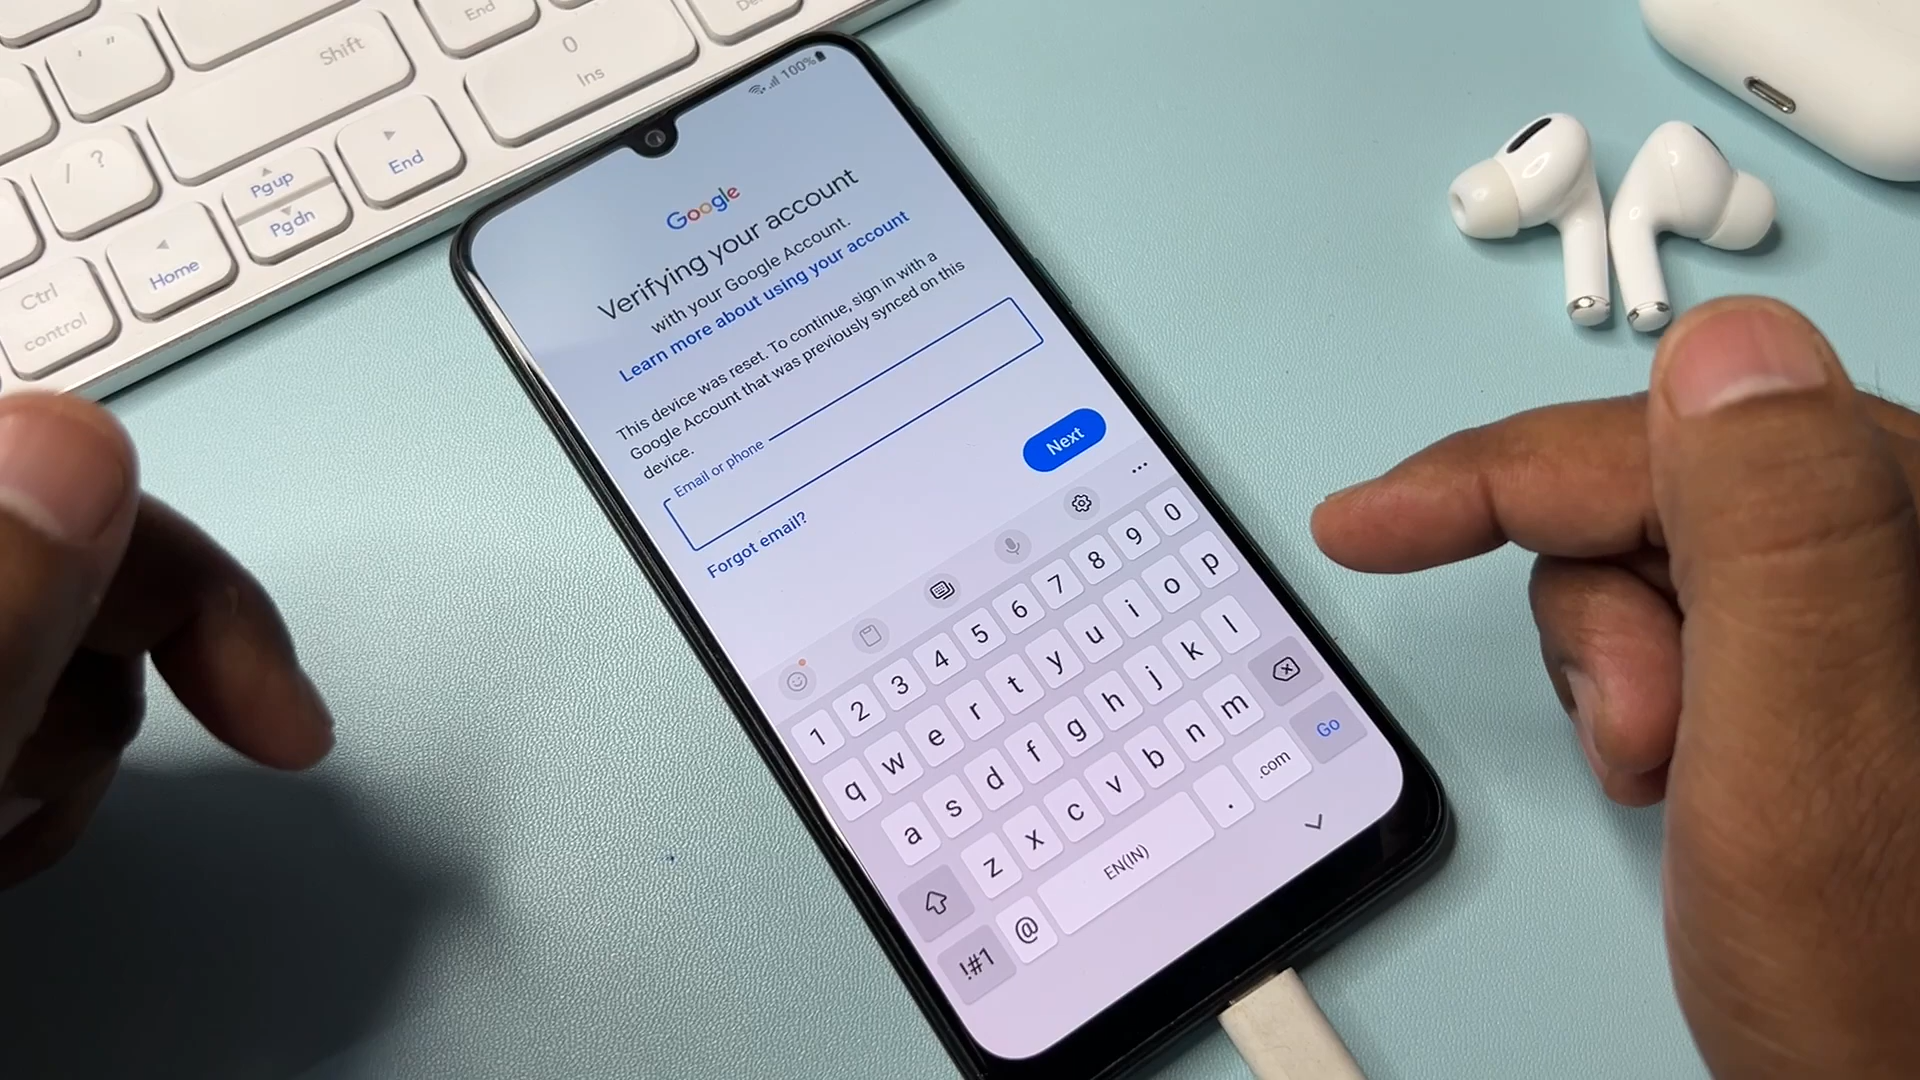 End
Del
' "
Shift
0
Ins
/ ?
Pgup
Pgdn
End
Home
Ctrl
control
100%
Google
Verifying your account
with your Google Account.
Learn more about using your account
This device was reset. To continue, sign in with a
Google Account that was previously synced on this
device.
Email or phone
Next
Forgot email?
1 2 3 4 5 6 7 8 9 0
q w e r t y u i o p
a s d f g h j k l
z x c v b n m
!#1 @ EN(IN) . .com Go